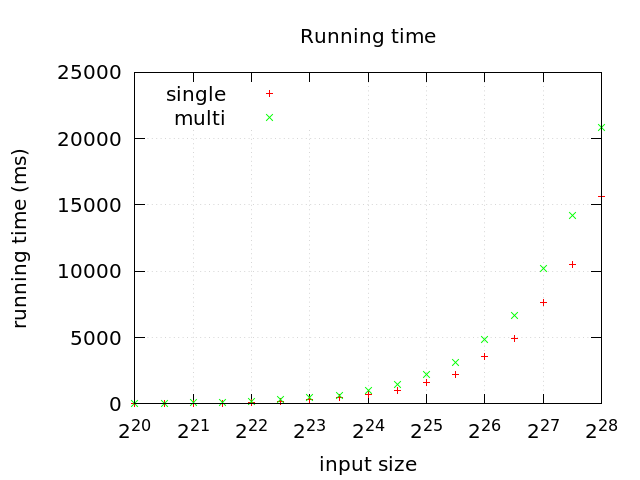 Running time
25000
single
multi
20000
15000
running time (ms)
10000
5000
0
2^20 2^21 2^22 2^23 2^24 2^25 2^26 2^27 2^28
input size